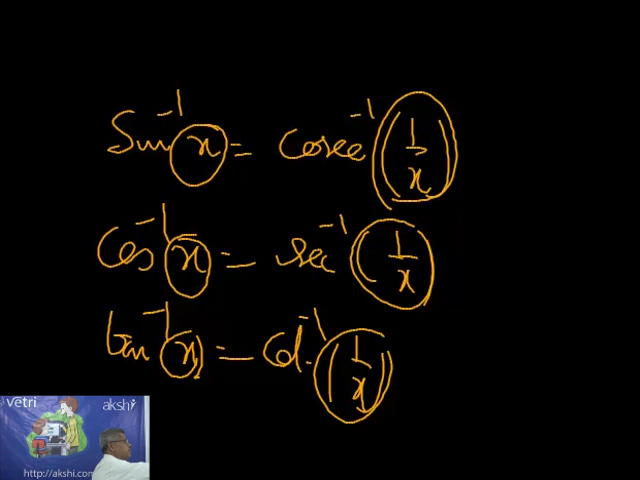 Sin⁻¹(x) = cosec⁻¹(1/x)
Cos⁻¹(x) = sec⁻¹(1/x)
tan⁻¹(x) = cot⁻¹(1/x)
vetri akshi
http://akshi.com